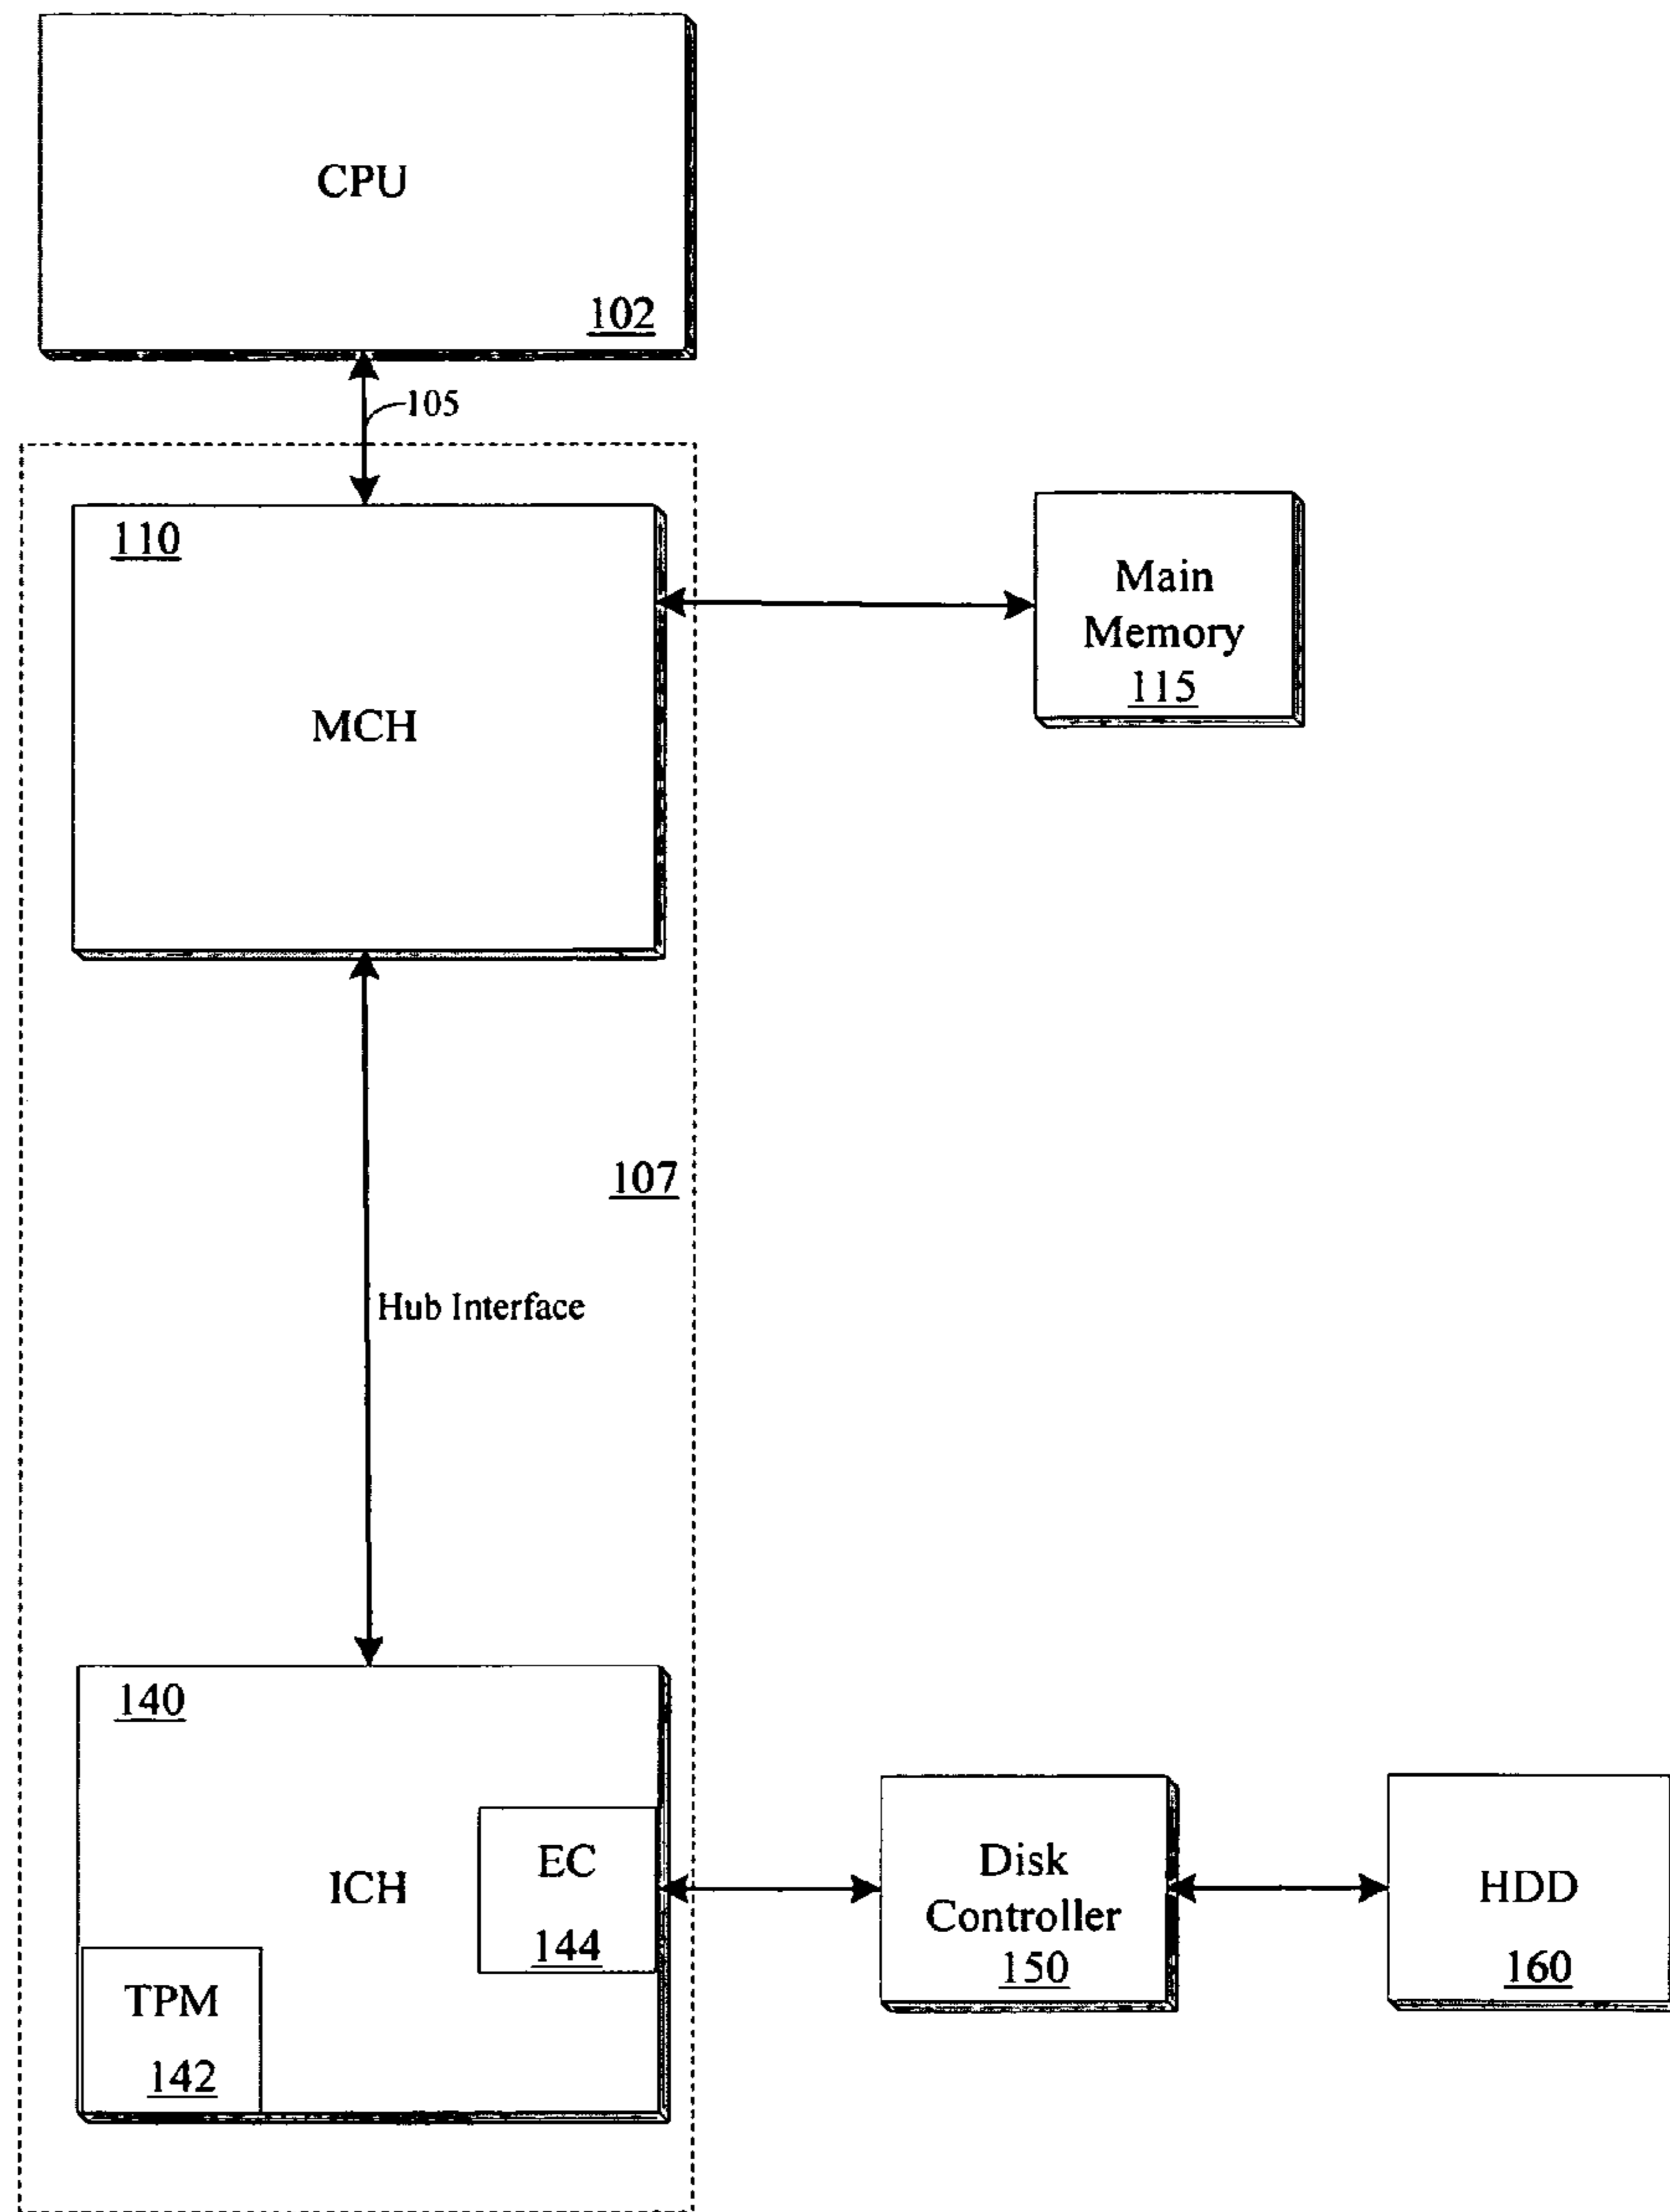 CPU
102
105
110
MCH
Main
Memory
115
107
Hub Interface
140
ICH
EC
144
TPM
142
Disk
Controller
150
HDD
160